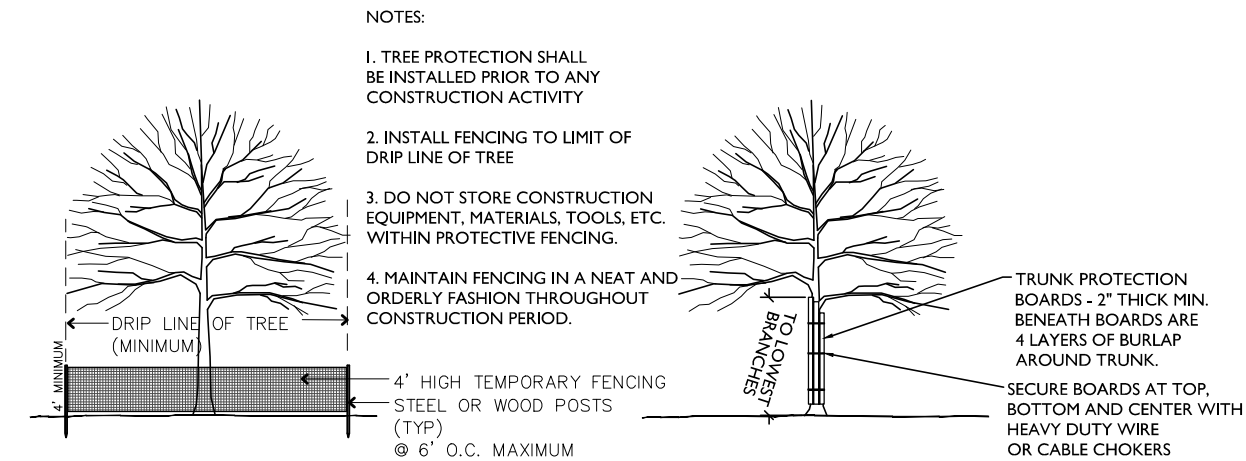 NOTES:
1. TREE PROTECTION SHALL
BE INSTALLED PRIOR TO ANY
CONSTRUCTION ACTIVITY
2. INSTALL FENCING TO LIMIT OF
DRIP LINE OF TREE
3. DO NOT STORE CONSTRUCTION
EQUIPMENT, MATERIALS, TOOLS, ETC.
WITHIN PROTECTIVE FENCING.
4. MAINTAIN FENCING IN A NEAT AND
ORDERLY FASHION THROUGHOUT
CONSTRUCTION PERIOD.
DRIP LINE OF TREE
(MINIMUM)
4' MINIMUM
4' HIGH TEMPORARY FENCING
STEEL OR WOOD POSTS
(TYP)
@ 6' O.C. MAXIMUM
TO LOWEST
BRANCHES
TRUNK PROTECTION
BOARDS - 2" THICK MIN.
BENEATH BOARDS ARE
4 LAYERS OF BURLAP
AROUND TRUNK.
SECURE BOARDS AT TOP,
BOTTOM AND CENTER WITH
HEAVY DUTY WIRE
OR CABLE CHOKERS